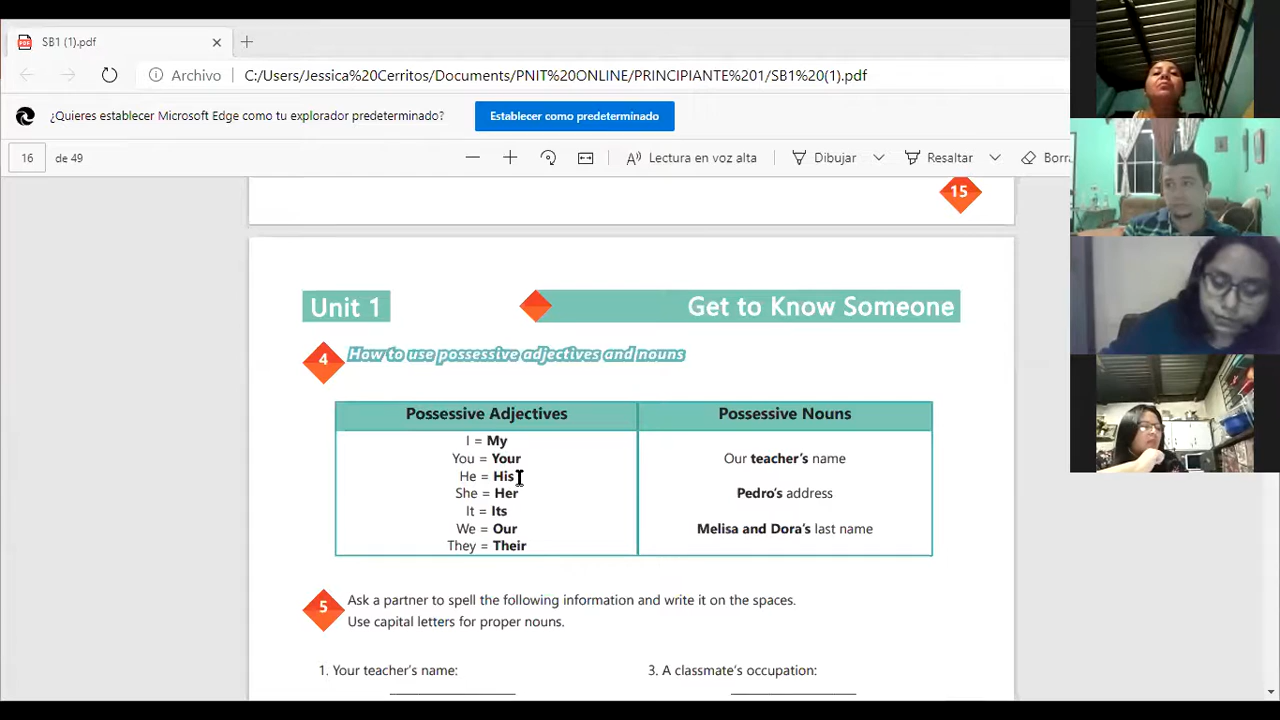 SB1 (1).pdf
Archivo
C:/Users/Jessica%20Cerritos/Documents/PNIT%20ONLINE/PRINCIPIANTE%201/SB1%20(1).pdf
¿Quieres establecer Microsoft Edge como tu explorador predeterminado?
Establecer como predeterminado
16
de 49
Lectura en voz alta
Dibujar
Resaltar
Borr
15
Unit 1
Get to Know Someone
4
How to use possessive adjectives and nouns
Possessive Adjectives
I = My
You = Your
He = His
She = Her
It = Its
We = Our
They = Their
Possessive Nouns
Our teacher's name
Pedro's address
Melisa and Dora's last name
5
Ask a partner to spell the following information and write it on the spaces.
Use capital letters for proper nouns.
1. Your teacher's name:
3. A classmate's occupation: